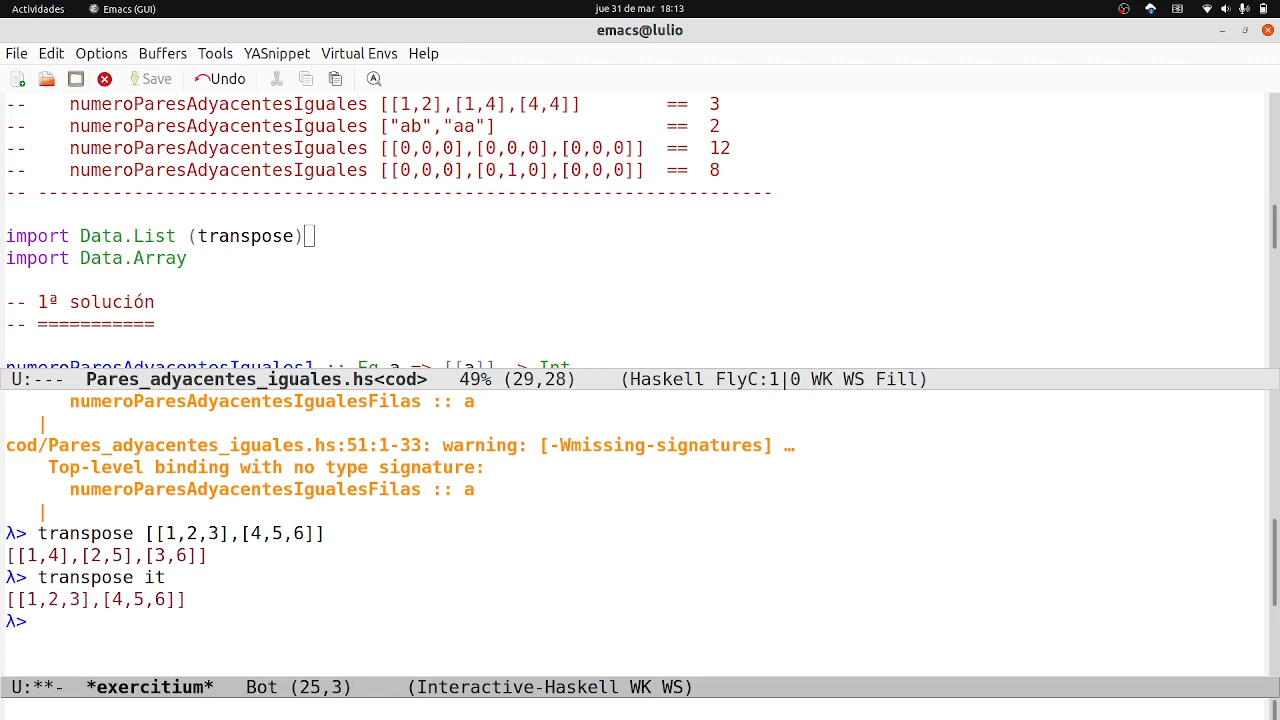 Actividades Emacs (GUI) jue 31 de mar 18:13
emacs@lulio
File Edit Options Buffers Tools YASnippet Virtual Envs Help
Save Undo
-- numeroParesAdyacentesIguales [[1,2],[1,4],[4,4]] == 3
-- numeroParesAdyacentesIguales ["ab","aa"] == 2
-- numeroParesAdyacentesIguales [[0,0,0],[0,0,0],[0,0,0]] == 12
-- numeroParesAdyacentesIguales [[0,0,0],[0,1,0],[0,0,0]] == 8
-- ---------------------------------------------------------------------
import Data.List (transpose)
import Data.Array
-- 1ª solución
-- ===========
numeroParesAdyacentesIguales1 :: Eq a => [[a]] -> Int
U:--- Pares_adyacentes_iguales.hs<cod> 49% (29,28) (Haskell FlyC:1|0 WK WS Fill)
numeroParesAdyacentesIgualesFilas :: a
|
cod/Pares_adyacentes_iguales.hs:51:1-33: warning: [-Wmissing-signatures] …
Top-level binding with no type signature:
numeroParesAdyacentesIgualesFilas :: a
|
λ> transpose [[1,2,3],[4,5,6]]
[[1,4],[2,5],[3,6]]
λ> transpose it
[[1,2,3],[4,5,6]]
λ>
U:**- *exercitium* Bot (25,3) (Interactive-Haskell WK WS)